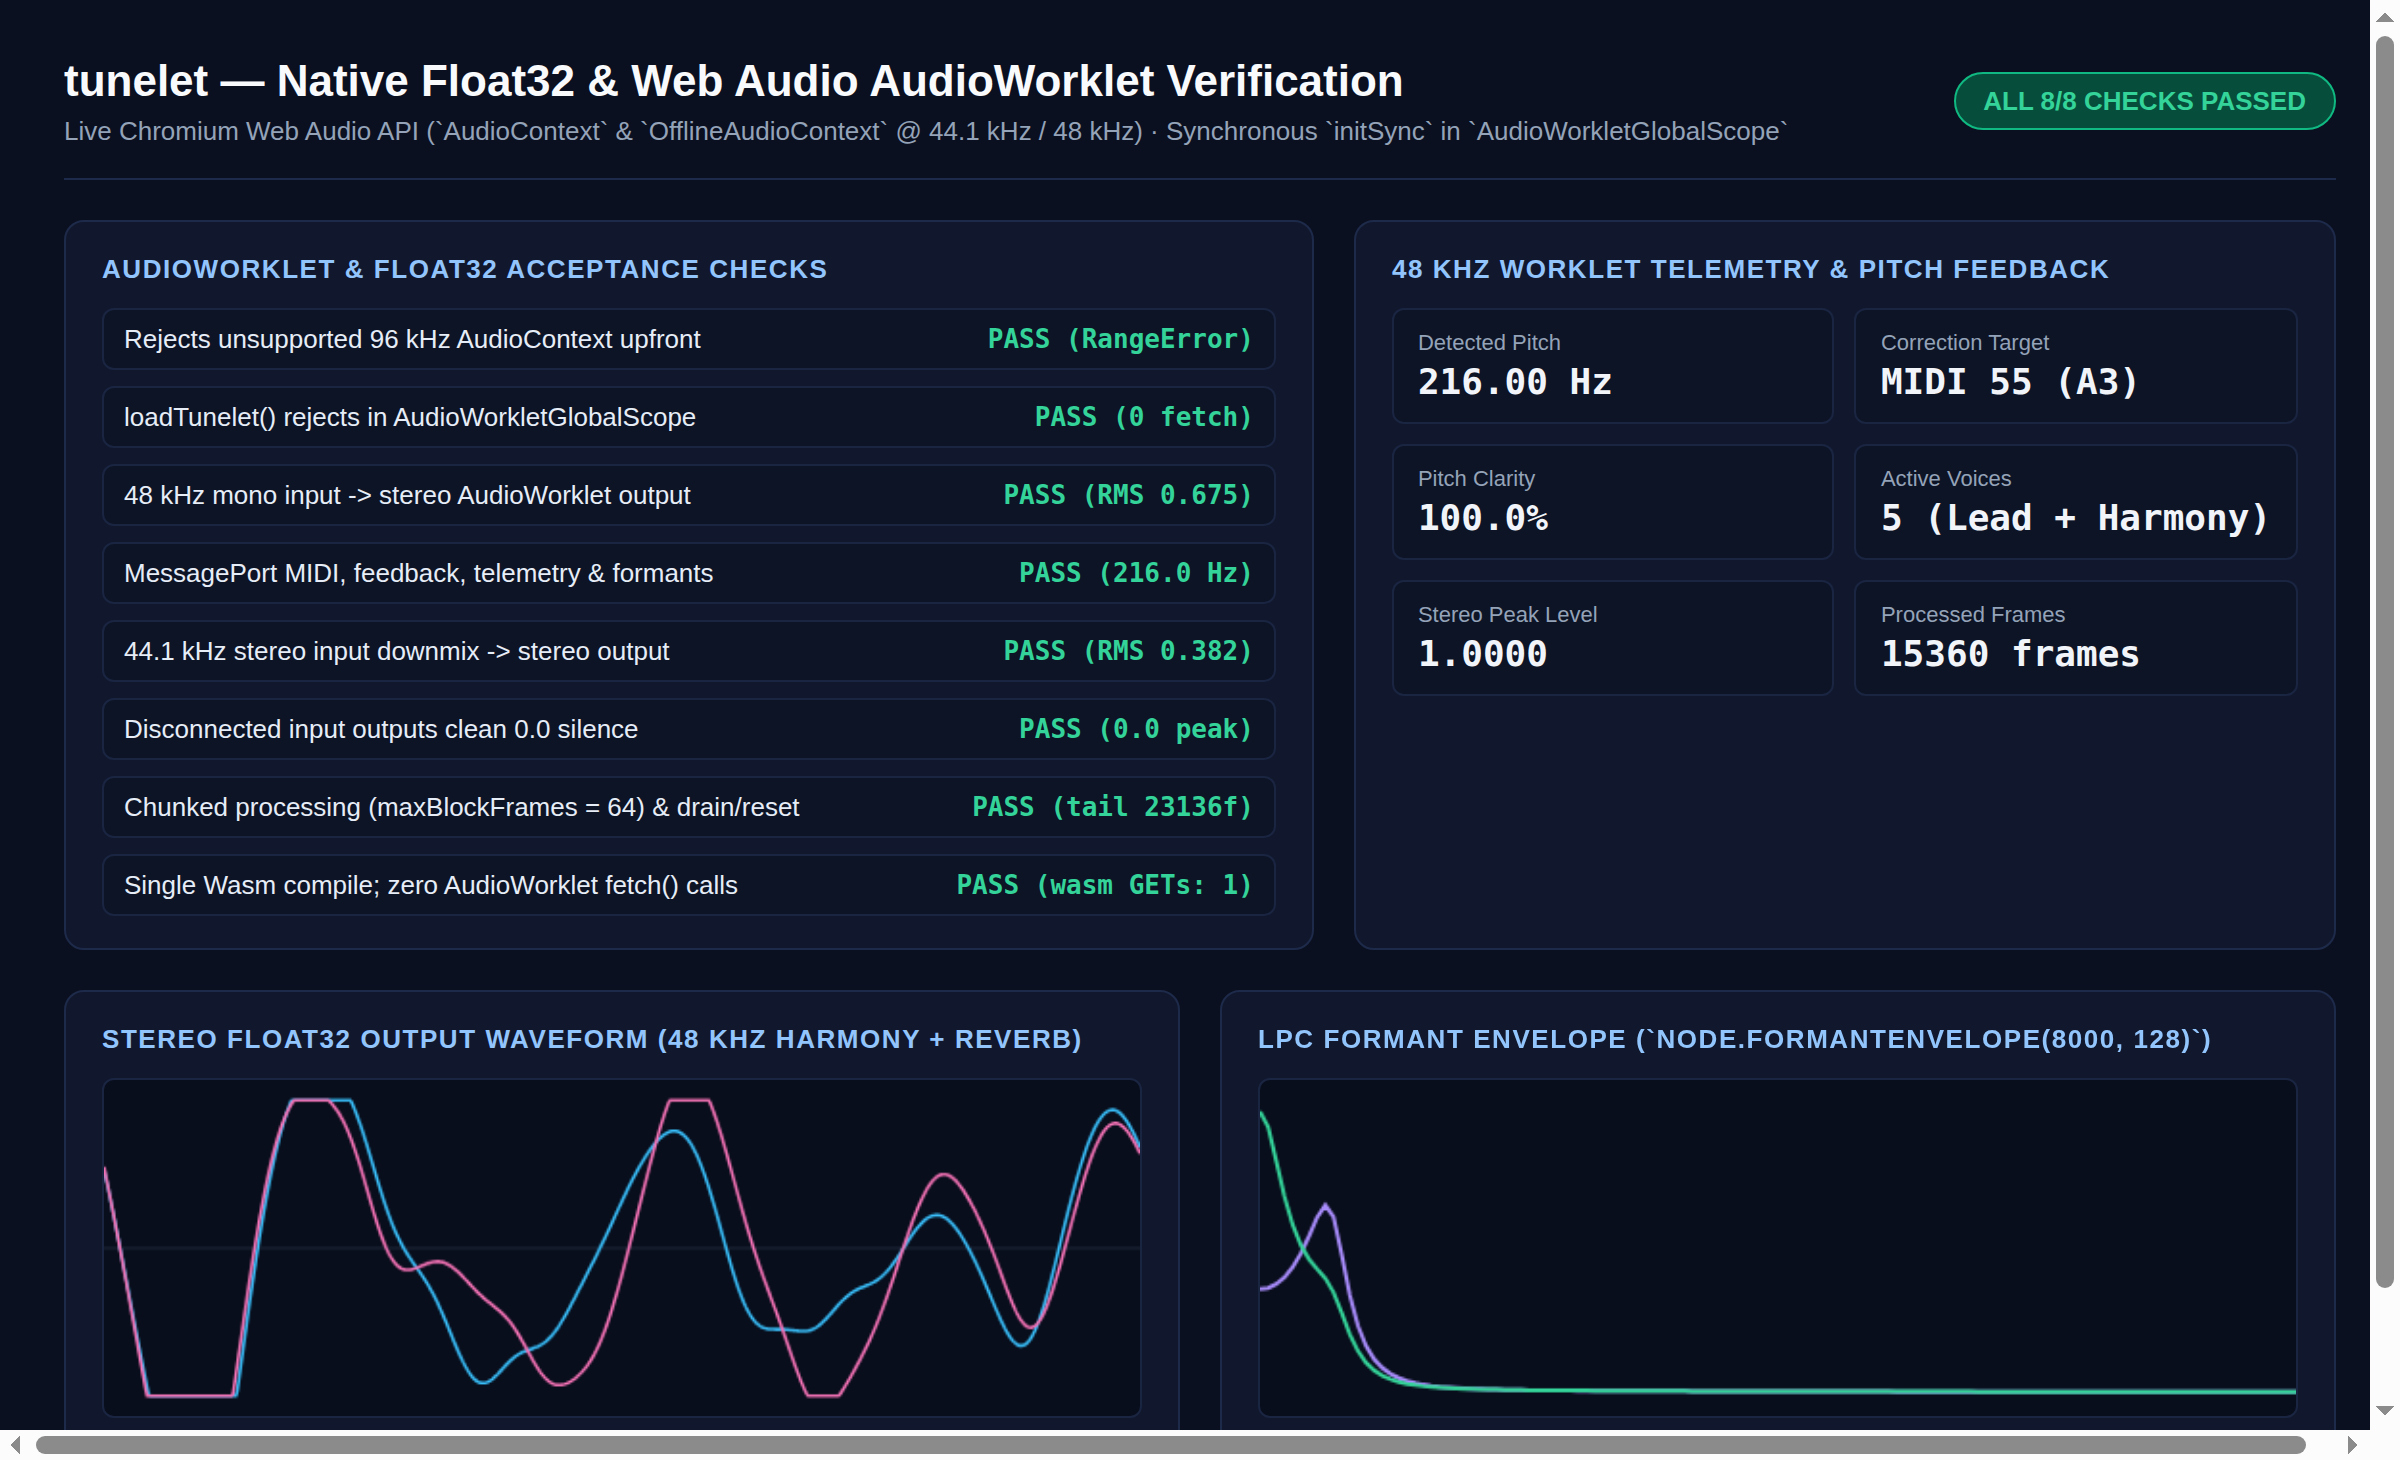 tunelet — Native Float32 & Web Audio AudioWorklet Verification
Live Chromium Web Audio API (`AudioContext` & `OfflineAudioContext` @ 44.1 kHz / 48 kHz) · Synchronous `initSync` in `AudioWorkletGlobalScope`
ALL 8/8 CHECKS PASSED
AUDIOWORKLET & FLOAT32 ACCEPTANCE CHECKS
Rejects unsupported 96 kHz AudioContext upfront PASS (RangeError)
loadTunelet() rejects in AudioWorkletGlobalScope PASS (0 fetch)
48 kHz mono input -> stereo AudioWorklet output PASS (RMS 0.675)
MessagePort MIDI, feedback, telemetry & formants PASS (216.0 Hz)
44.1 kHz stereo input downmix -> stereo output PASS (RMS 0.382)
Disconnected input outputs clean 0.0 silence PASS (0.0 peak)
Chunked processing (maxBlockFrames = 64) & drain/reset PASS (tail 23136f)
Single Wasm compile; zero AudioWorklet fetch() calls PASS (wasm GETs: 1)
48 KHZ WORKLET TELEMETRY & PITCH FEEDBACK
Detected Pitch
216.00 Hz
Correction Target
MIDI 55 (A3)
Pitch Clarity
100.0%
Active Voices
5 (Lead + Harmony)
Stereo Peak Level
1.0000
Processed Frames
15360 frames
STEREO FLOAT32 OUTPUT WAVEFORM (48 KHZ HARMONY + REVERB)
LPC FORMANT ENVELOPE (`NODE.FORMANTENVELOPE(8000, 128)`)